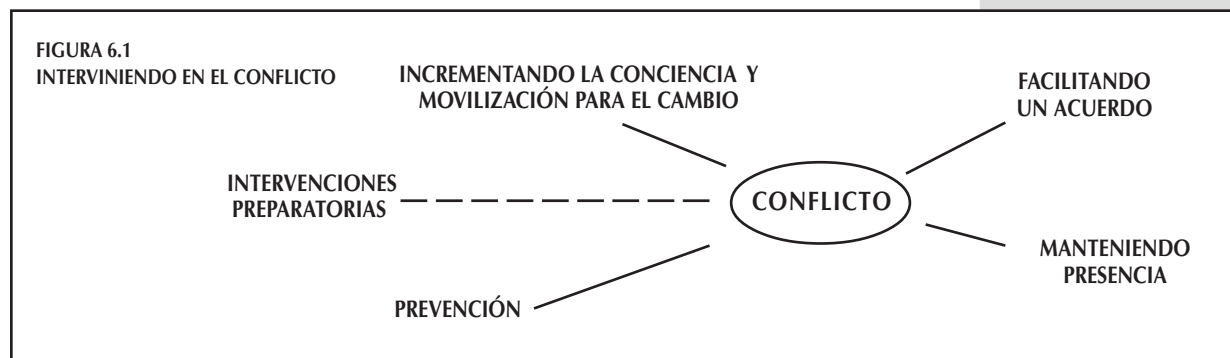 FIGURA 6.1
INTERVINIENDO EN EL CONFLICTO
INCREMENTANDO LA CONCIENCIA Y
MOVILIZACIÓN PARA EL CAMBIO
FACILITANDO
UN ACUERDO
INTERVENCIONES
PREPARATORIAS
CONFLICTO
MANTENIENDO
PRESENCIA
PREVENCIÓN